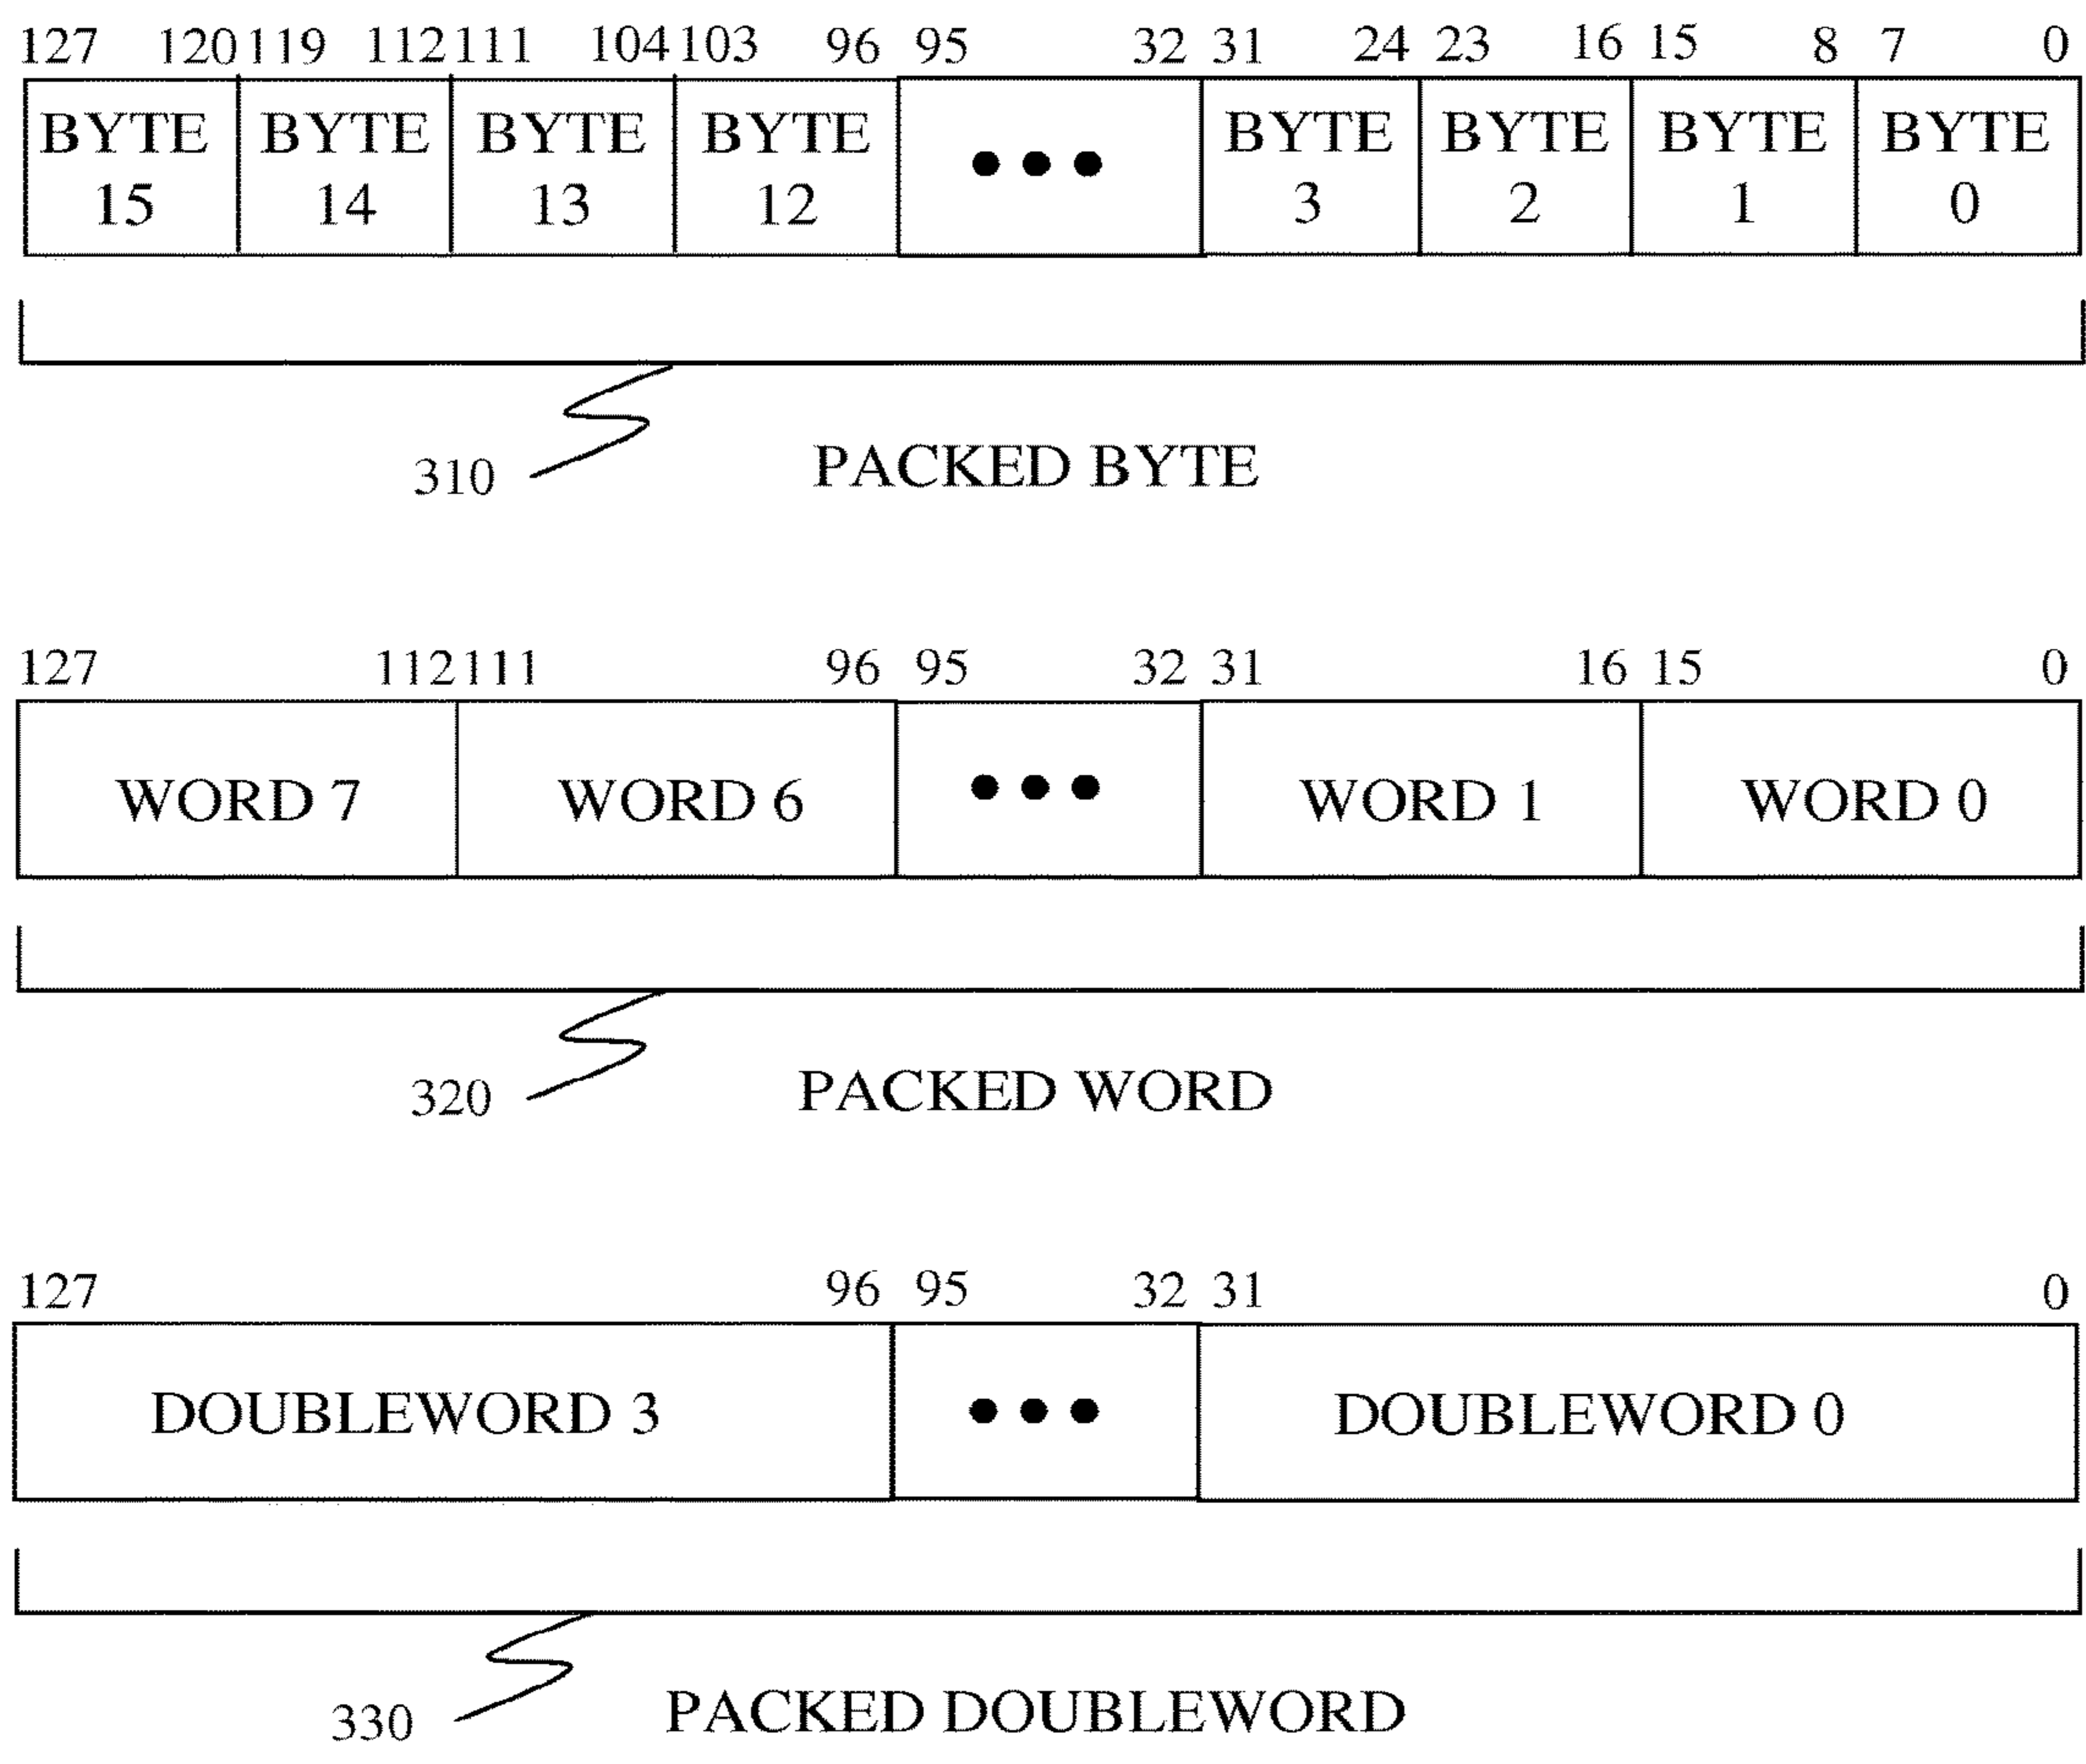 127 120 119 112 111 104 103 96 95 32 31 24 23 16 15 8 7 0
BYTE BYTE BYTE BYTE ••• BYTE BYTE BYTE BYTE
15 14 13 12 3 2 1 0
310 PACKED BYTE
127 112 111 96 95 32 31 16 15 0
WORD 7 WORD 6 ••• WORD 1 WORD 0
320 PACKED WORD
127 96 95 32 31 0
DOUBLEWORD 3 ••• DOUBLEWORD 0
330 PACKED DOUBLEWORD